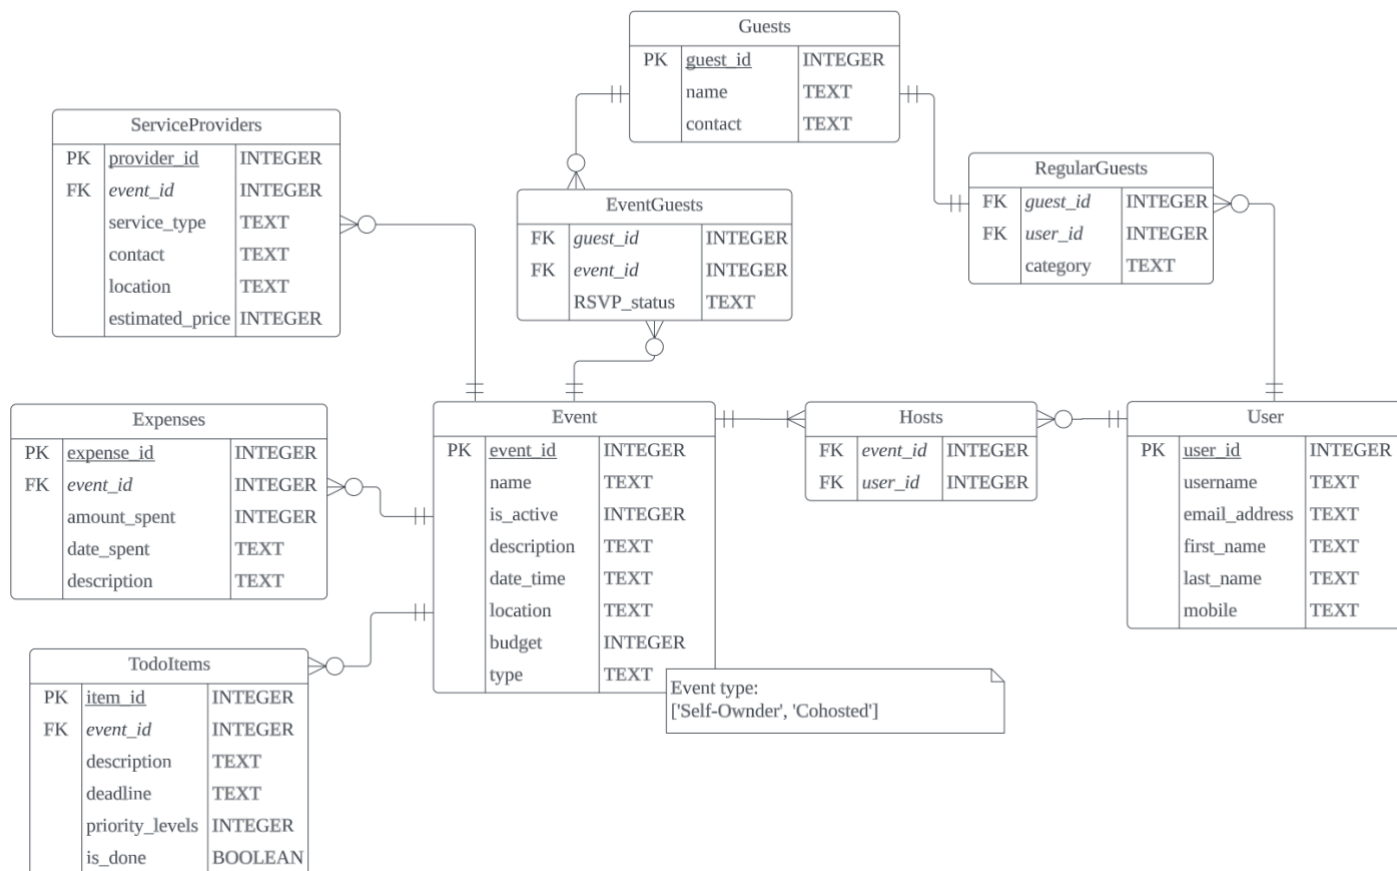 Guests
PK guest_id INTEGER
name TEXT
contact TEXT
ServiceProviders
PK provider_id INTEGER
FK event_id INTEGER
service_type TEXT
contact TEXT
location TEXT
estimated_price INTEGER
RegularGuests
FK guest_id INTEGER
FK user_id INTEGER
category TEXT
EventGuests
FK guest_id INTEGER
FK event_id INTEGER
RSVP_status TEXT
Expenses
PK expense_id INTEGER
FK event_id INTEGER
amount_spent INTEGER
date_spent TEXT
description TEXT
Event
PK event_id INTEGER
name TEXT
is_active INTEGER
description TEXT
date_time TEXT
location TEXT
budget INTEGER
type TEXT
Hosts
FK event_id INTEGER
FK user_id INTEGER
User
PK user_id INTEGER
username TEXT
email_address TEXT
first_name TEXT
last_name TEXT
mobile TEXT
TodoItems
PK item_id INTEGER
FK event_id INTEGER
description TEXT
deadline TEXT
priority_levels INTEGER
is_done BOOLEAN
Event type:
['Self-Ownder', 'Cohosted']